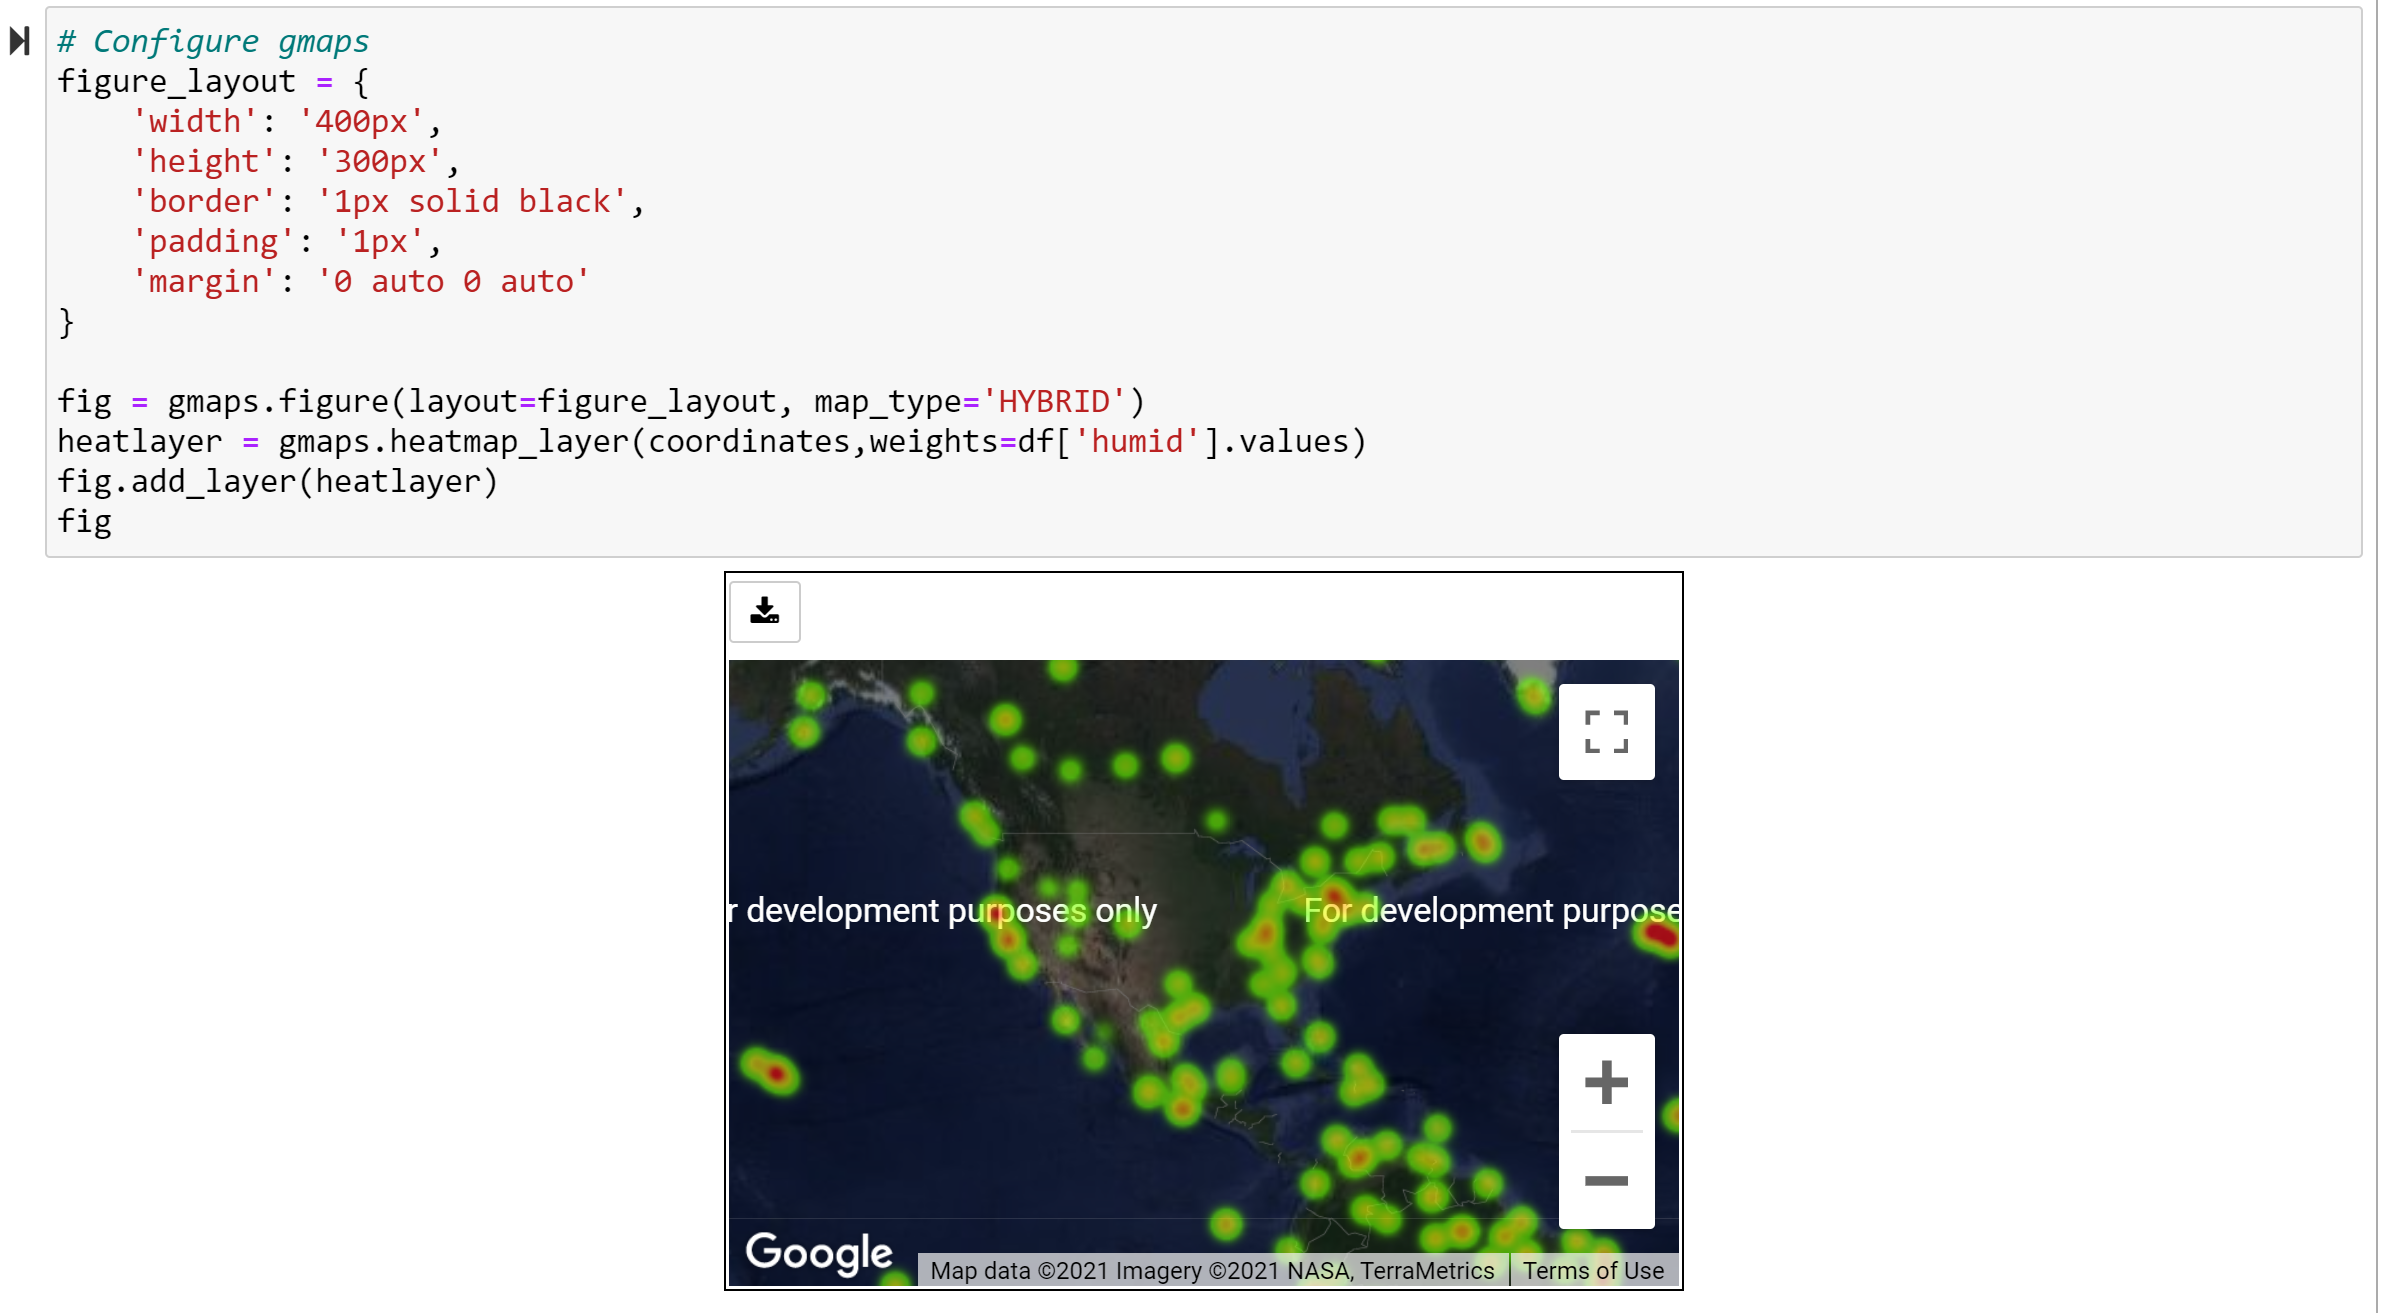 # Configure gmaps
figure_layout = {
    'width': '400px',
    'height': '300px',
    'border': '1px solid black',
    'padding': '1px',
    'margin': '0 auto 0 auto'
}

fig = gmaps.figure(layout=figure_layout, map_type='HYBRID')
heatlayer = gmaps.heatmap_layer(coordinates,weights=df['humid'].values)
fig.add_layer(heatlayer)
fig
r development purposes only
For development purpose
Google
Map data ©2021 Imagery ©2021 NASA, TerraMetrics
Terms of Use